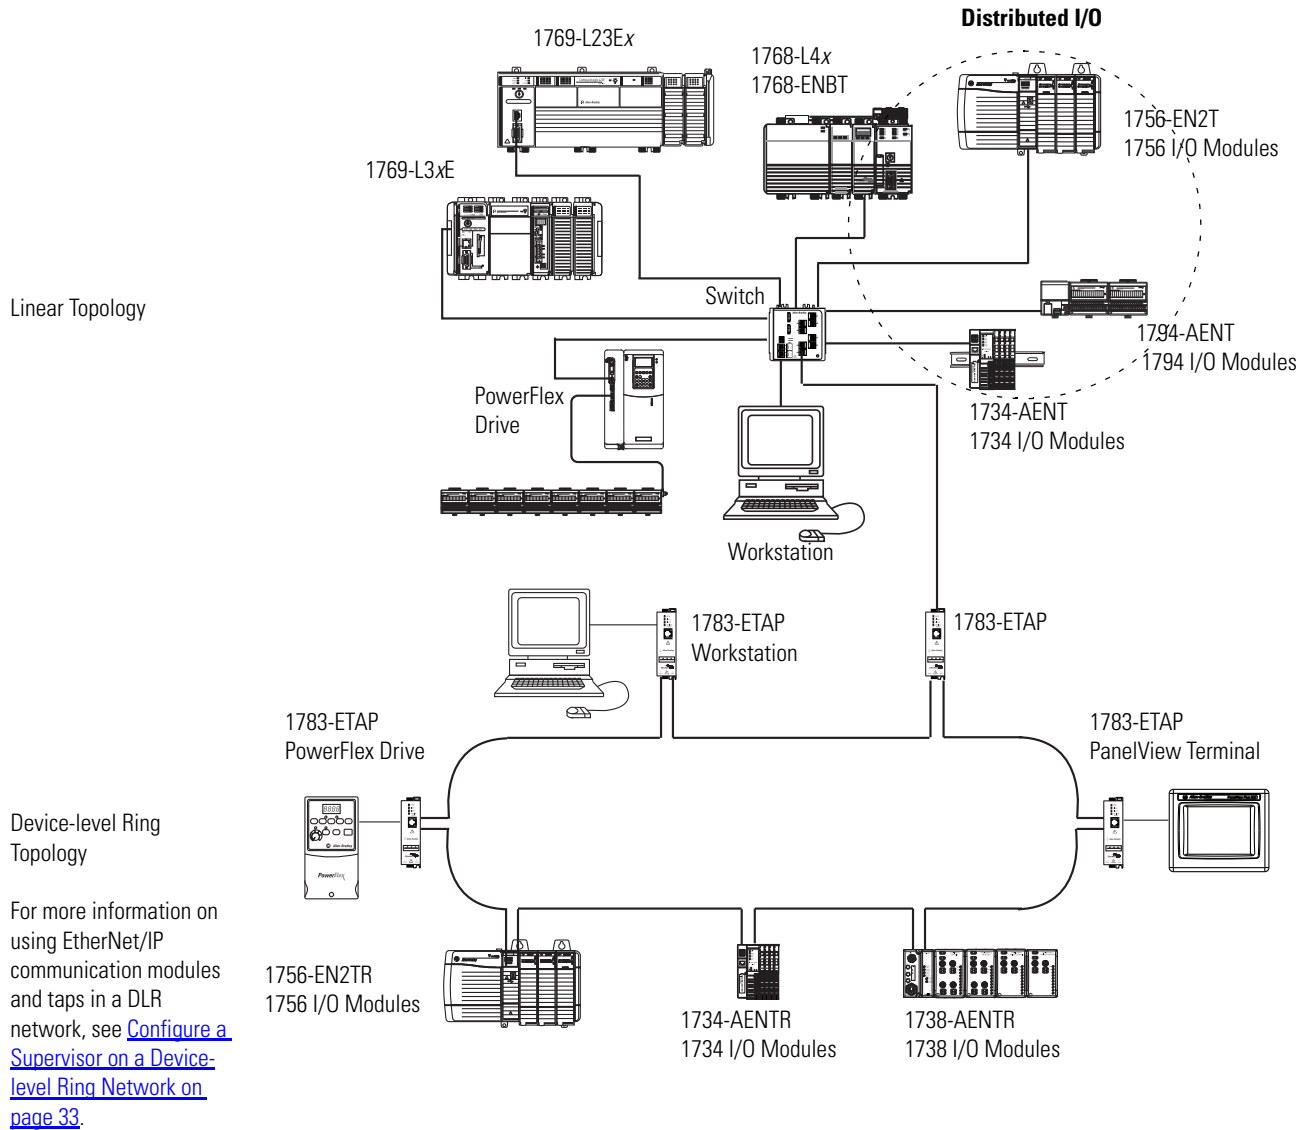 Distributed I/O
1769-L23Ex
1768-L4x
1768-ENBT
1756-EN2T
1756 I/O Modules
1769-L3xE
Switch
Linear Topology
1794-AENT
1794 I/O Modules
PowerFlex
Drive
1734-AENT
1734 I/O Modules
Workstation
1783-ETAP
Workstation
1783-ETAP
1783-ETAP
PowerFlex Drive
1783-ETAP
PanelView Terminal
PowerFlex
Device-level Ring
Topology
For more information on
using EtherNet/IP
communication modules
and taps in a DLR
network, see Configure a
Supervisor on a Device-
level Ring Network on
page 33.
1756-EN2TR
1756 I/O Modules
1734-AENTR
1734 I/O Modules
1738-AENTR
1738 I/O Modules